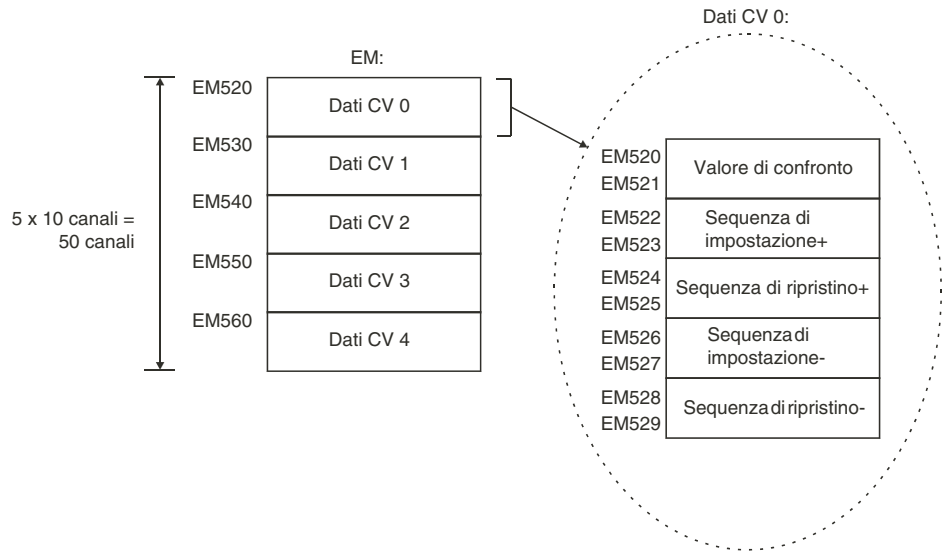 Dati CV 0:
EM:
EM520
Dati CV 0
EM530
Dati CV 1
EM540
Dati CV 2
5 x 10 canali =
50 canali
EM550
Dati CV 3
EM560
Dati CV 4
EM520
EM521
Valore di confronto
EM522
EM523
Sequenza di
impostazione+
EM524
EM525
Sequenza di ripristino+
EM526
EM527
Sequenza di
impostazione-
EM528
EM529
Sequenza di ripristino-